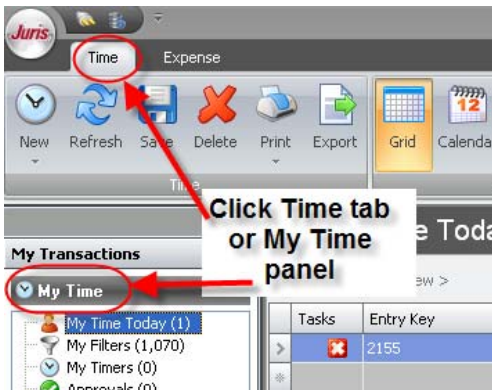 Juris
Time Expense
New Refresh Save Delete Print Export Grid Calenda
Time
Click Time tab
or My Time
panel
e Toda
My Transactions
My Time
ew >
Tasks Entry Key
My Time Today (1)
2155
My Filters (1,070)
My Timers (0)
Approvals (0)
12